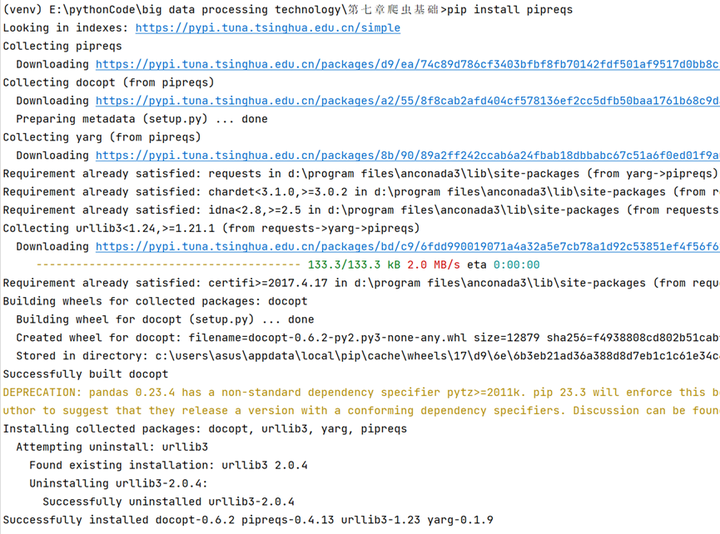 (venv) E:\pythonCode\big data processing technology\第七章爬虫基础>pip install pipreqs
Looking in indexes: https://pypi.tuna.tsinghua.edu.cn/simple
Collecting pipreqs
Downloading https://pypi.tuna.tsinghua.edu.cn/packages/d9/ea/74c89d786cf3403bfbf8fb70142fdf501af9517d0bb8c
Collecting docopt (from pipreqs)
Downloading https://pypi.tuna.tsinghua.edu.cn/packages/a2/55/8f8cab2afd404cf578136ef2cc5dfb50baa1761b68c9d
Preparing metadata (setup.py) ... done
Collecting yarg (from pipreqs)
Downloading https://pypi.tuna.tsinghua.edu.cn/packages/8b/90/89a2ff242ccab6a24fbab18dbbabc67c51a6f0ed01f9a
Requirement already satisfied: requests in d:\program files\anconada3\lib\site-packages (from yarg->pipreqs)
Requirement already satisfied: chardet<3.1.0,>=3.0.2 in d:\program files\anconada3\lib\site-packages (from r
Requirement already satisfied: idna<2.8,>=2.5 in d:\program files\anconada3\lib\site-packages (from requests
Collecting urllib3<1.24,>=1.21.1 (from requests->yarg->pipreqs)
Downloading https://pypi.tuna.tsinghua.edu.cn/packages/bd/c9/6fdd990019071a4a32a5e7cb78a1d92c53851ef4f56f6
---------------------------------------- 133.3/133.3 kB 2.0 MB/s eta 0:00:00
Requirement already satisfied: certifi>=2017.4.17 in d:\program files\anconada3\lib\site-packages (from requ
Building wheels for collected packages: docopt
Building wheel for docopt (setup.py) ... done
Created wheel for docopt: filename=docopt-0.6.2-py2.py3-none-any.whl size=12879 sha256=f4938808cd802b51cab
Stored in directory: c:\users\asus\appdata\local\pip\cache\wheels\17\d9\6e\6b3eb21ad36a388d8d7eb1c1c61e34c
Successfully built docopt
DEPRECATION: pandas 0.23.4 has a non-standard dependency specifier pytz>=2011k. pip 23.3 will enforce this b
uthor to suggest that they release a version with a conforming dependency specifiers. Discussion can be foun
Installing collected packages: docopt, urllib3, yarg, pipreqs
Attempting uninstall: urllib3
Found existing installation: urllib3 2.0.4
Uninstalling urllib3-2.0.4:
Successfully uninstalled urllib3-2.0.4
Successfully installed docopt-0.6.2 pipreqs-0.4.13 urllib3-1.23 yarg-0.1.9